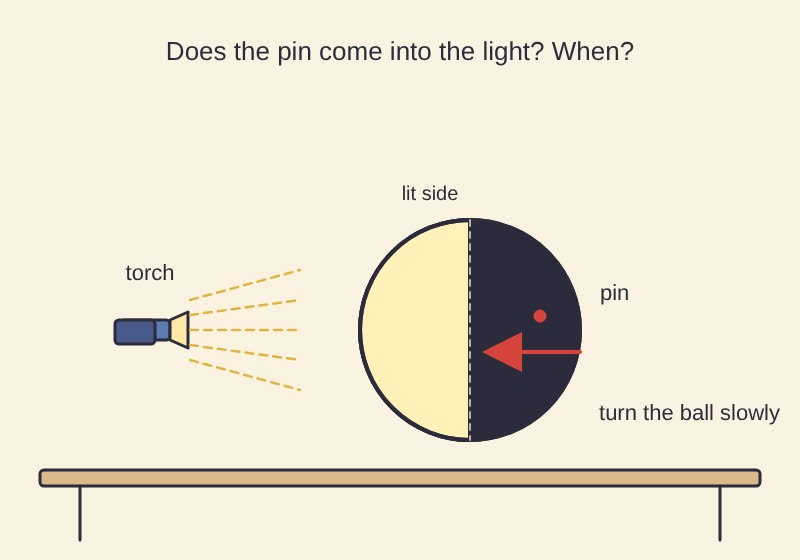 Does the pin come into the light? When?
lit side
torch
pin
turn the ball slowly